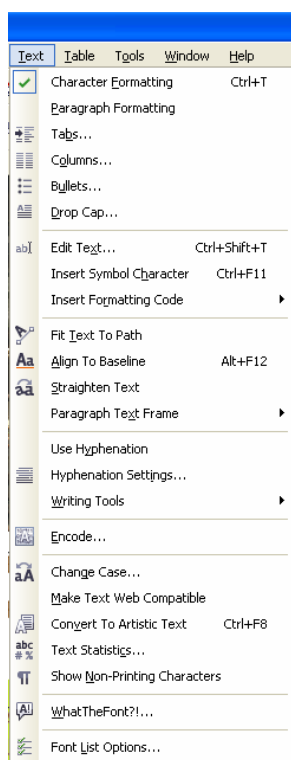 Text Table Tools Window Help
Character Formatting Ctrl+T
Paragraph Formatting
Tabs...
Columns...
Bullets...
Drop Cap...
Edit Text... Ctrl+Shift+T
Insert Symbol Character Ctrl+F11
Insert Formatting Code
Fit Text To Path
Align To Baseline Alt+F12
Straighten Text
Paragraph Text Frame
Use Hyphenation
Hyphenation Settings...
Writing Tools
Encode...
Change Case...
Make Text Web Compatible
Convert To Artistic Text Ctrl+F8
Text Statistics...
Show Non-Printing Characters
WhatTheFont?!...
Font List Options...